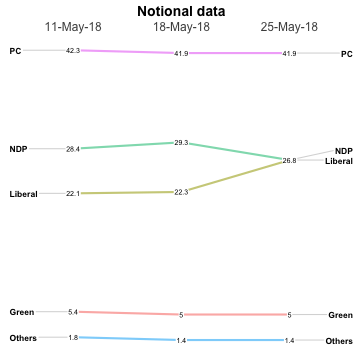 Notional data
11-May-18 18-May-18 25-May-18
PC 42.3 41.9 41.9 PC
NDP 28.4 29.3 26.8 NDP
Liberal 22.1 22.3 Liberal
Green 5.4 5 5 Green
Others 1.8 1.4 1.4 Others